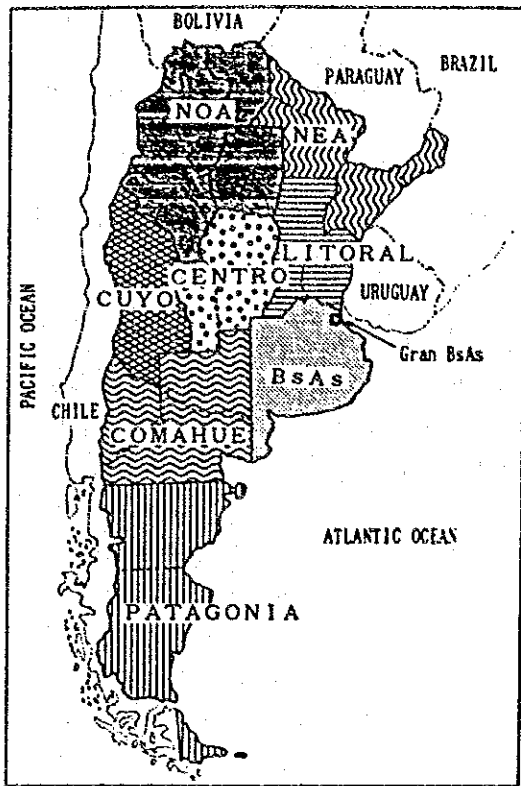 BOLIVIA
BRAZIL
PARAGUAY
NOA
NEA
LITORAL
CENTRO
CUYO
URUGUAY
PACIFIC OCEAN
Gran BsAs
BsAs
CHILE
COMAHUE
ATLANTIC OCEAN
PATAGONIA